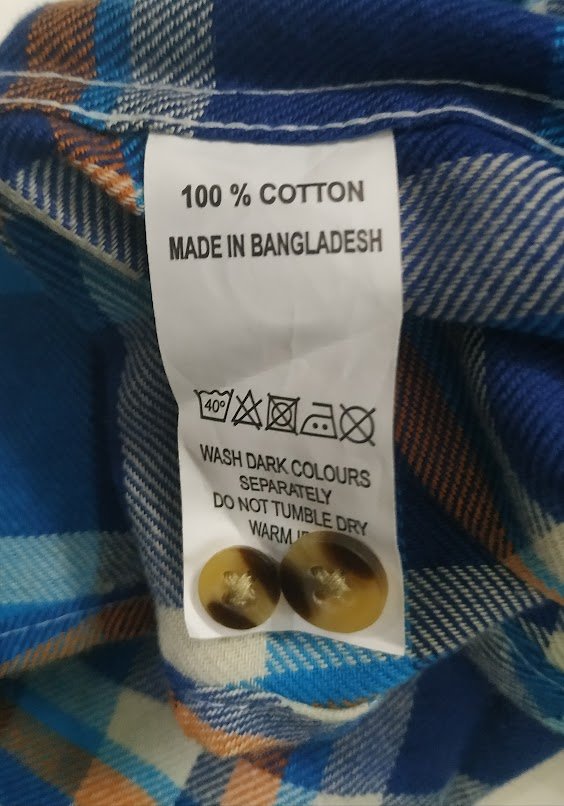 100 % COTTON
MADE IN BANGLADESH
40°
WASH DARK COLOURS
SEPARATELY
DO NOT TUMBLE DRY
WARM